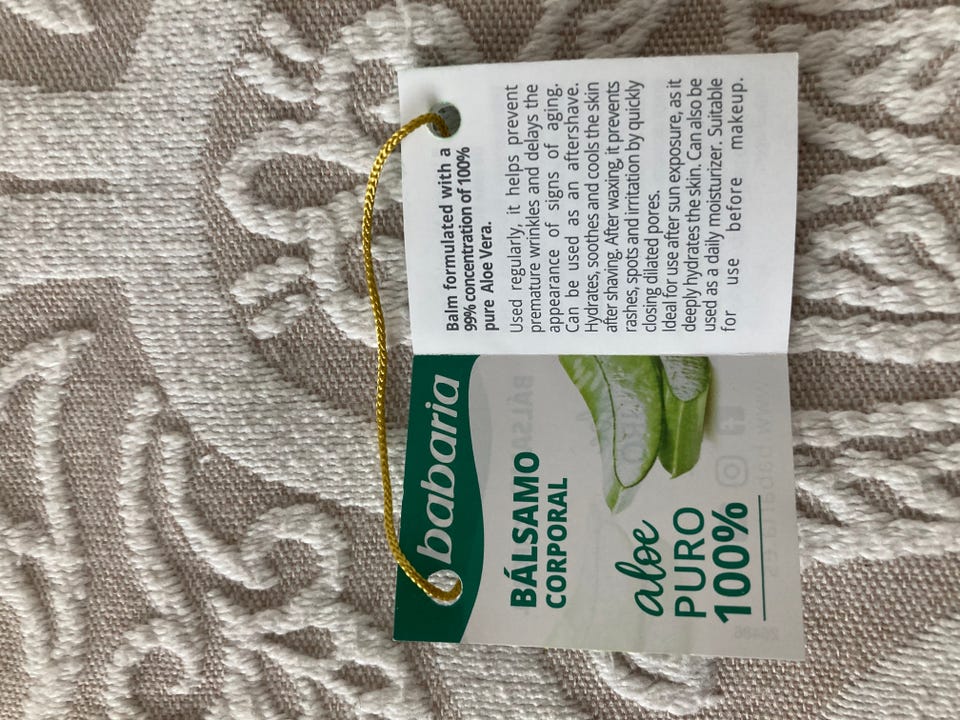 babaria
BÁLSAMO
CORPORAL
aloe
PURO
100%
Balm formulated with a
99% concentration of 100%
pure Aloe Vera.
Used regularly, it helps prevent
premature wrinkles and delays the
appearance of signs of aging.
Can be used as an aftershave.
Hydrates, soothes and cools the skin
after shaving. After waxing, it prevents
rashes, spots and irritation by quickly
closing dilated pores.
Ideal for use after sun exposure, as it
deeply hydrates the skin. Can also be
used as a daily moisturizer. Suitable
for use before makeup.